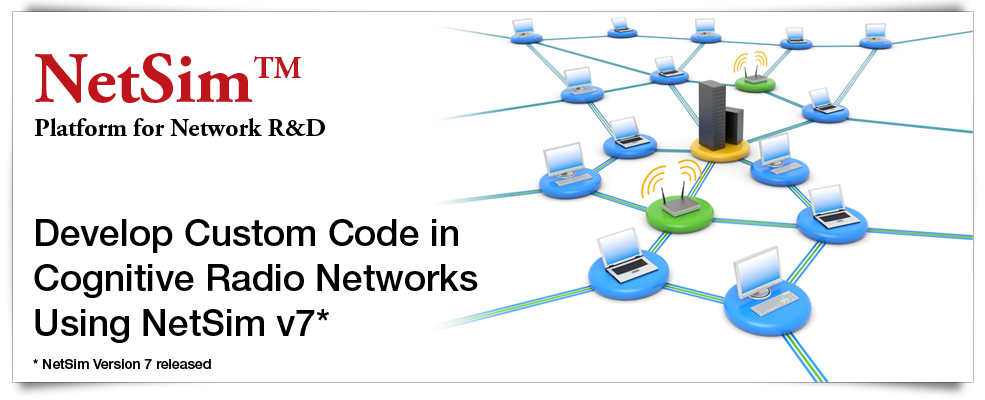 NetSim™
Platform for Network R&D
Develop Custom Code in
Cognitive Radio Networks
Using NetSim v7*
* NetSim Version 7 released